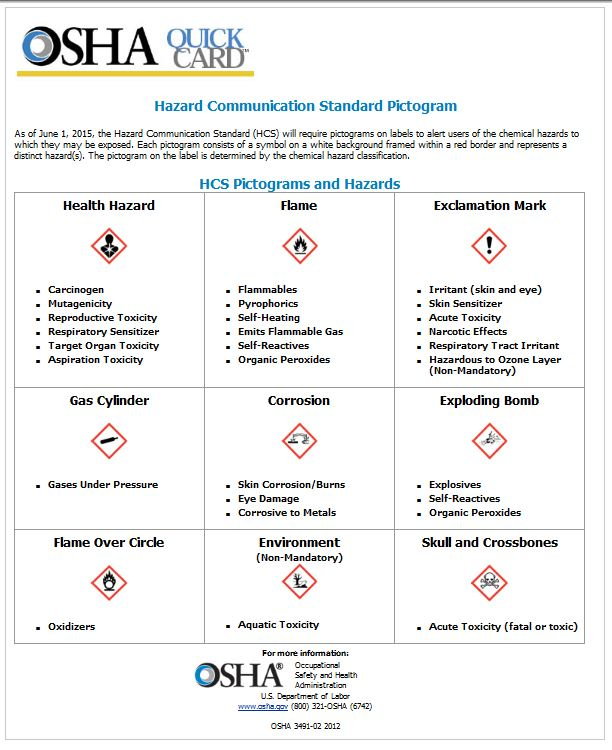 OSHA QUICK CARD™
Hazard Communication Standard Pictogram
As of June 1, 2015, the Hazard Communication Standard (HCS) will require pictograms on labels to alert users of the chemical hazards to
which they may be exposed. Each pictogram consists of a symbol on a white background framed within a red border and represents a
distinct hazard(s). The pictogram on the label is determined by the chemical hazard classification.
HCS Pictograms and Hazards
Health Hazard
Carcinogen
Mutagenicity
Reproductive Toxicity
Respiratory Sensitizer
Target Organ Toxicity
Aspiration Toxicity
Flame
Flammables
Pyrophorics
Self-Heating
Emits Flammable Gas
Self-Reactives
Organic Peroxides
Exclamation Mark
Irritant (skin and eye)
Skin Sensitizer
Acute Toxicity
Narcotic Effects
Respiratory Tract Irritant
Hazardous to Ozone Layer
(Non-Mandatory)
Gas Cylinder
Gases Under Pressure
Corrosion
Skin Corrosion/Burns
Eye Damage
Corrosive to Metals
Exploding Bomb
Explosives
Self-Reactives
Organic Peroxides
Flame Over Circle
Oxidizers
Environment
(Non-Mandatory)
Aquatic Toxicity
Skull and Crossbones
Acute Toxicity (fatal or toxic)
For more information:
OSHA®
Occupational
Safety and Health
Administration
U.S. Department of Labor
www.osha.gov (800) 321-OSHA (6742)
OSHA 3491-02 2012